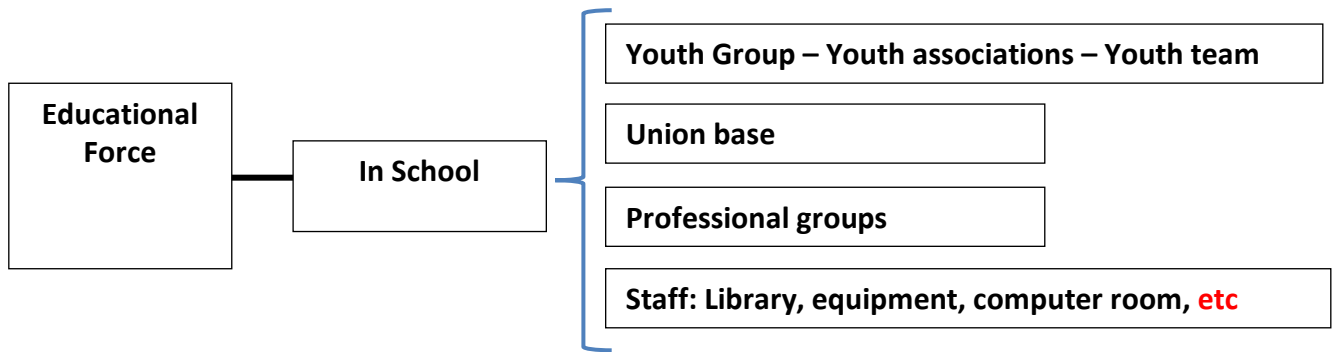 Educational
Force
In School
Youth Group – Youth associations – Youth team
Union base
Professional groups
Staff: Library, equipment, computer room, etc